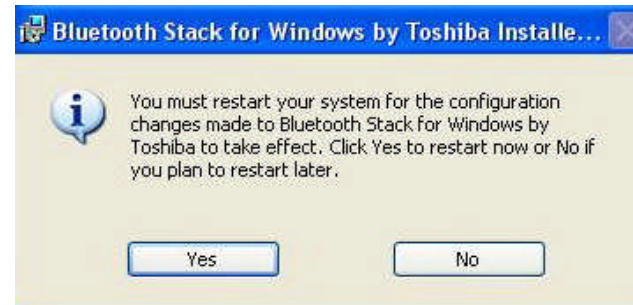 Bluetooth Stack for Windows by Toshiba Installe...
You must restart your system for the configuration
changes made to Bluetooth Stack for Windows by
Toshiba to take effect. Click Yes to restart now or No if
you plan to restart later.
Yes
No